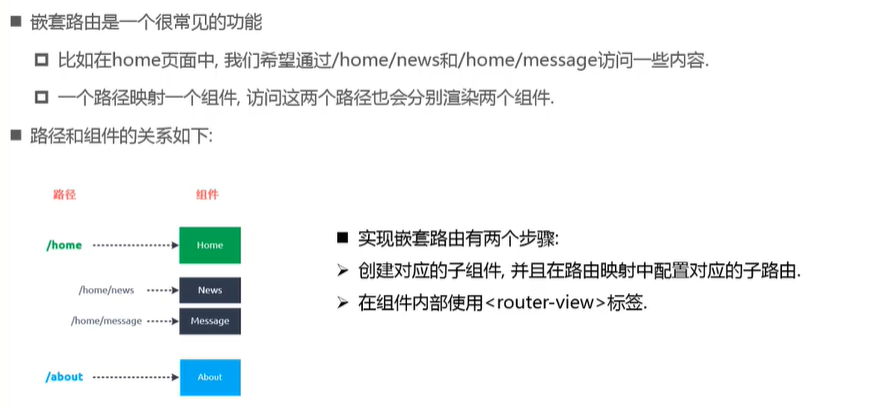 嵌套路由是一个很常见的功能
比如在home页面中, 我们希望通过/home/news和/home/message访问一些内容.
一个路径映射一个组件, 访问这两个路径也会分别渲染两个组件.
路径和组件的关系如下:
路径 组件
/home Home
/home/news News
/home/message Message
/about About
实现嵌套路由有两个步骤:
创建对应的子组件, 并且在路由映射中配置对应的子路由.
在组件内部使用<router-view>标签.